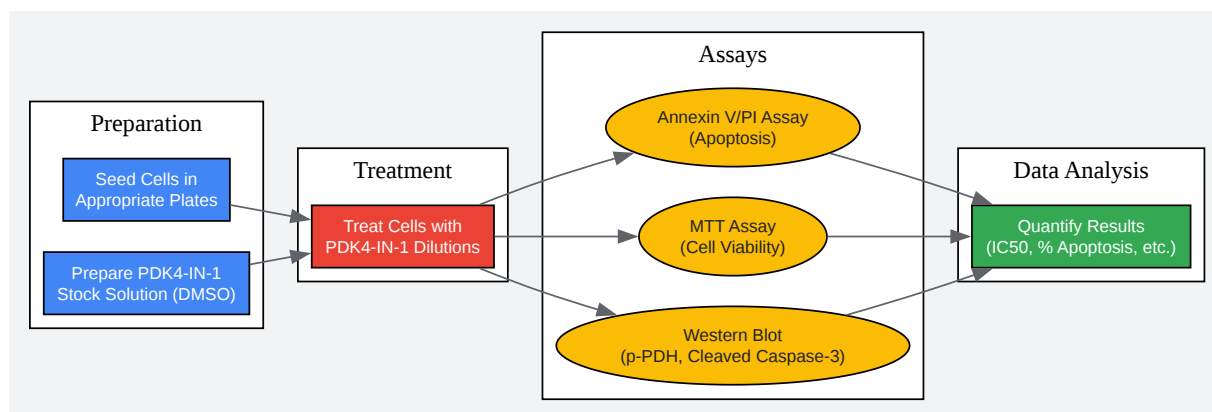 Preparation
Seed Cells in
Appropriate Plates
Prepare PDK4-IN-1
Stock Solution (DMSO)
Treatment
Treat Cells with
PDK4-IN-1 Dilutions
Assays
Annexin V/PI Assay
(Apoptosis)
MTT Assay
(Cell Viability)
Western Blot
(p-PDH, Cleaved Caspase-3)
Data Analysis
Quantify Results
(IC50, % Apoptosis, etc.)